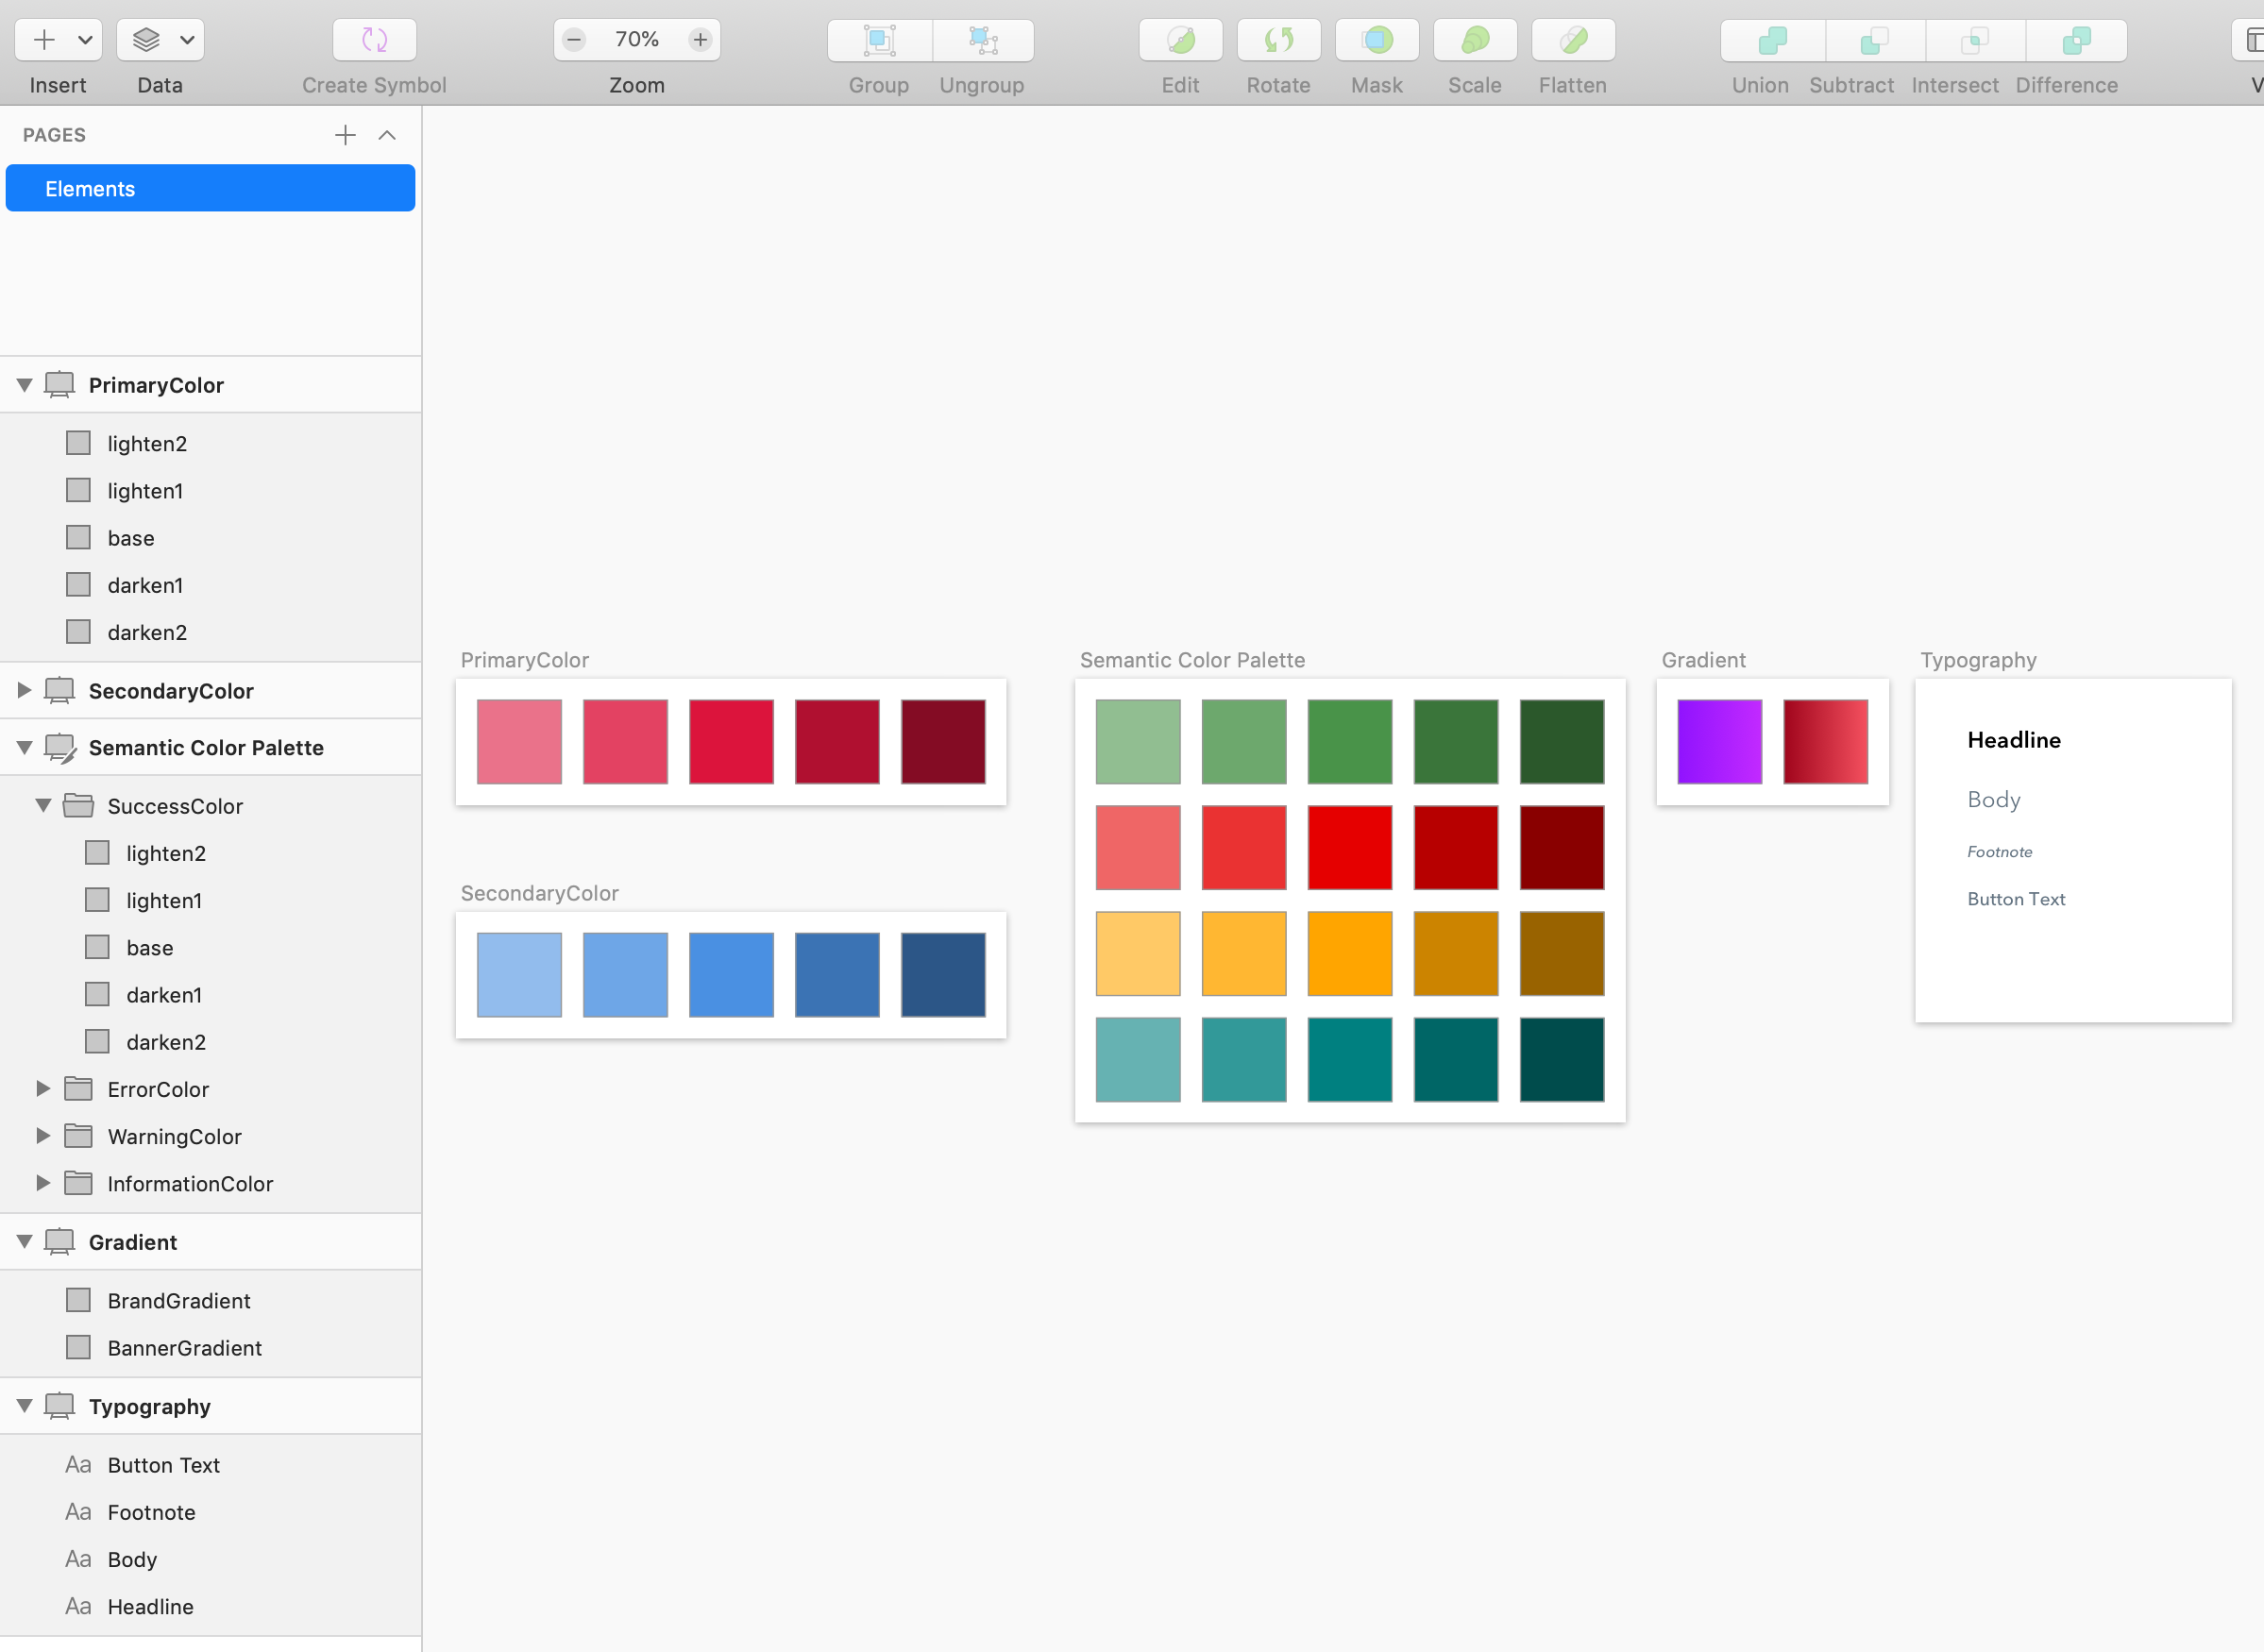 70%
Insert
Data
Create Symbol
Zoom
Group
Ungroup
Edit
Rotate
Mask
Scale
Flatten
Union
Subtract
Intersect
Difference
PAGES
Elements
PrimaryColor
lighten2
lighten1
base
darken1
darken2
SecondaryColor
Semantic Color Palette
SuccessColor
lighten2
lighten1
base
darken1
darken2
ErrorColor
WarningColor
InformationColor
Gradient
BrandGradient
BannerGradient
Typography
Aa Button Text
Aa Footnote
Aa Body
Aa Headline
PrimaryColor
SecondaryColor
Semantic Color Palette
Gradient
Typography
Headline
Body
Footnote
Button Text